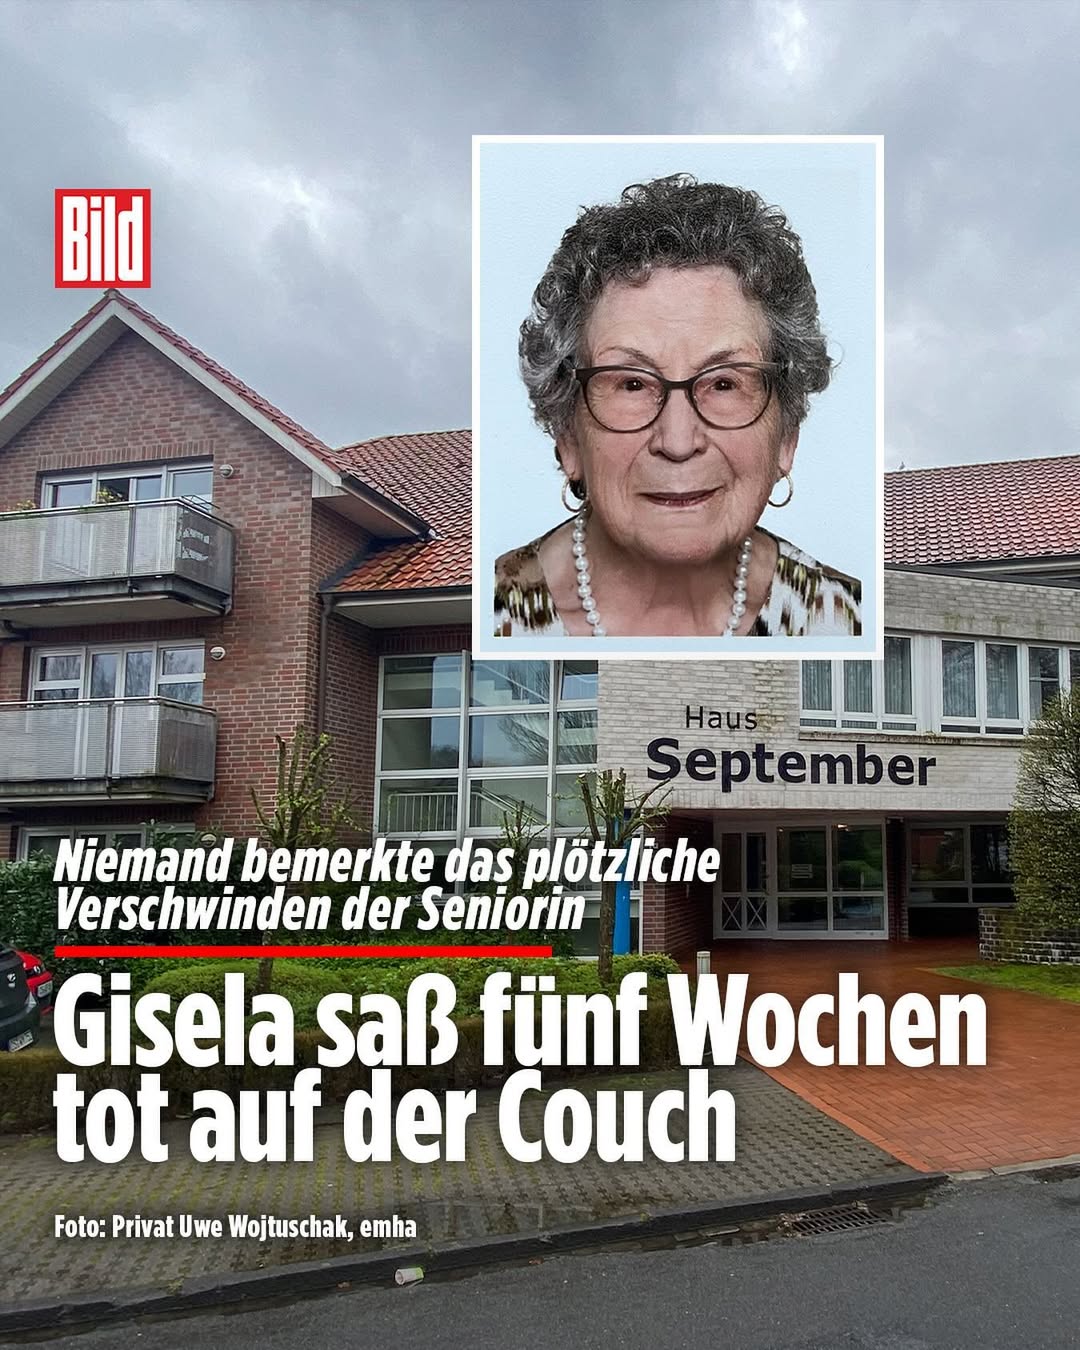 Bild
Haus
September
Niemand bemerkte das plötzliche
Verschwinden der Seniorin
Gisela saß fünf Wochen
tot auf der Couch
Foto: Privat Uwe Wojtuschak, emha